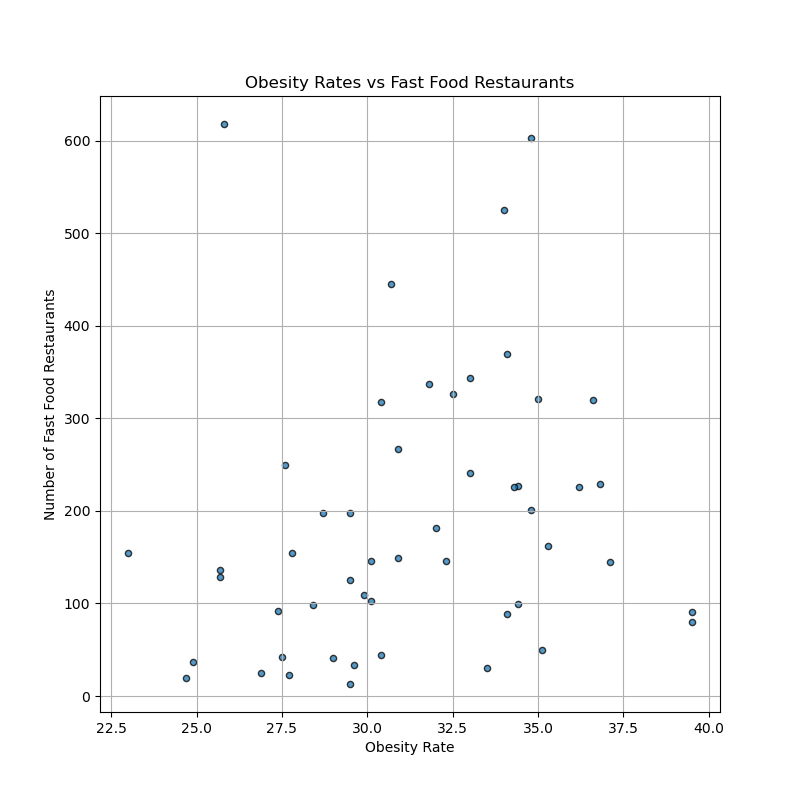 Obesity Rates vs Fast Food Restaurants
600
500
400
300
200
100
0
Number of Fast Food Restaurants
22.5 25.0 27.5 30.0 32.5 35.0 37.5 40.0
Obesity Rate